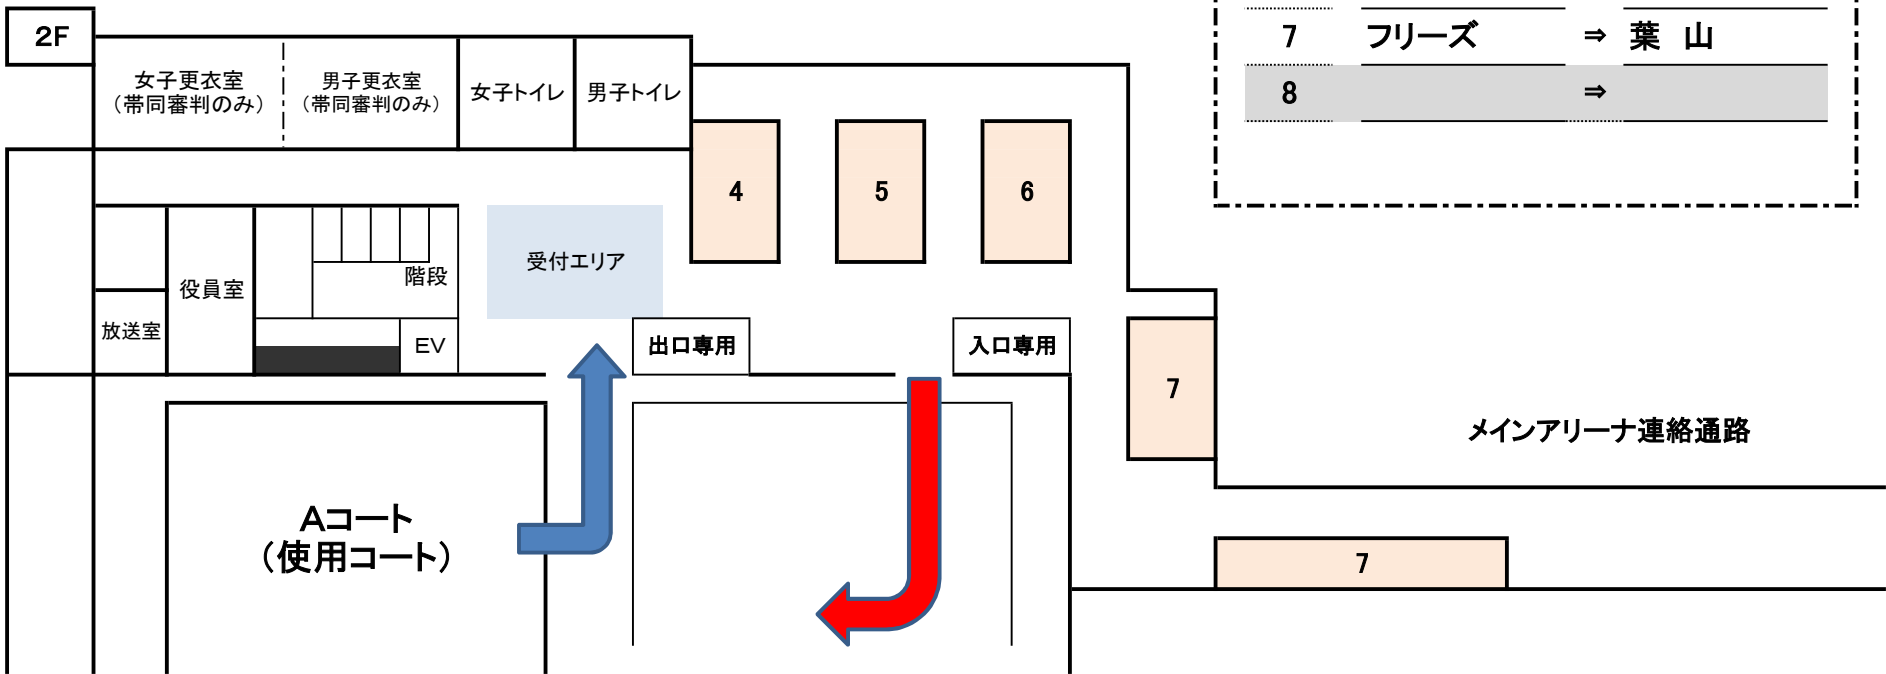 2F
7 フリーズ ⇒ 葉 山
8 ⇒
女子更衣室
（帯同審判のみ）
男子更衣室
（帯同審判のみ）
女子トイレ
男子トイレ
4
5
6
受付エリア
役員室
階段
放送室
EV
出口専用
入口専用
7
メインアリーナ連絡通路
Aコート
（使用コート）
7